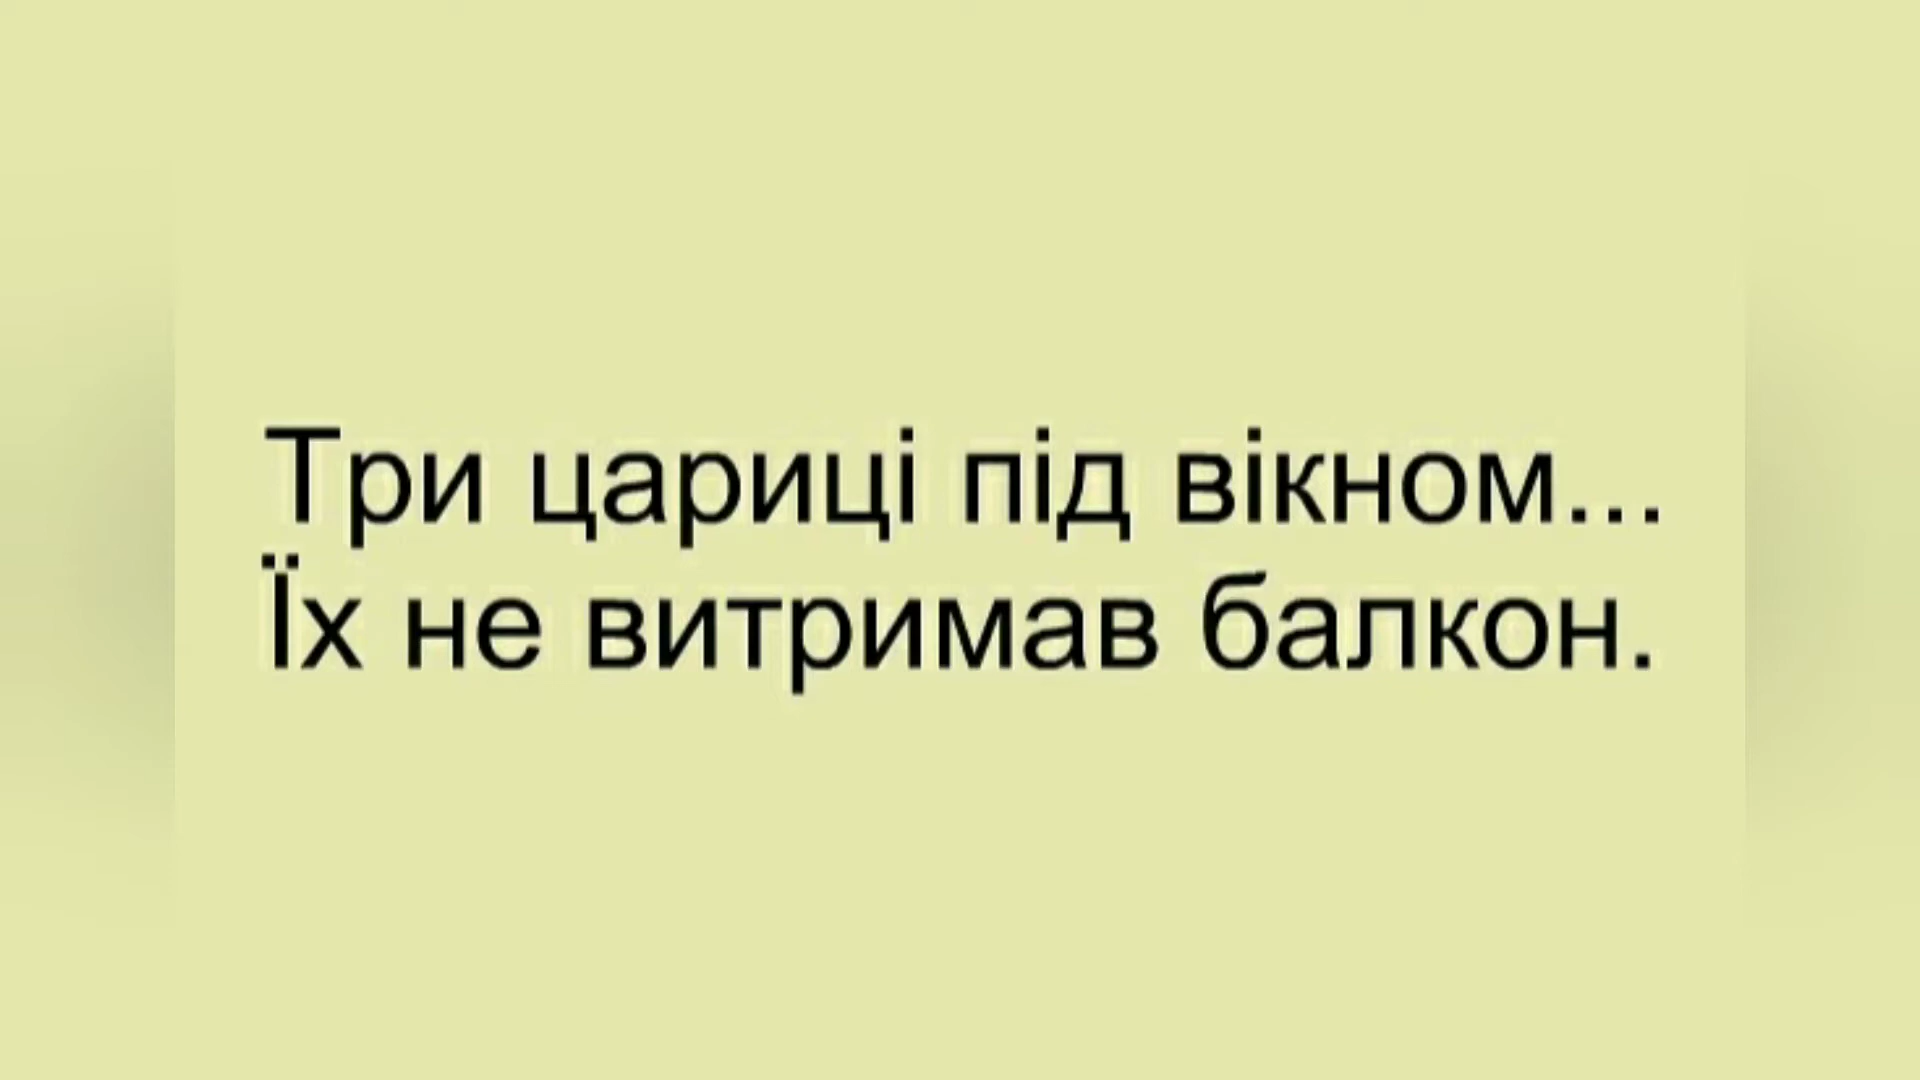 Три цариці під вікном...
Їх не витримав балкон.